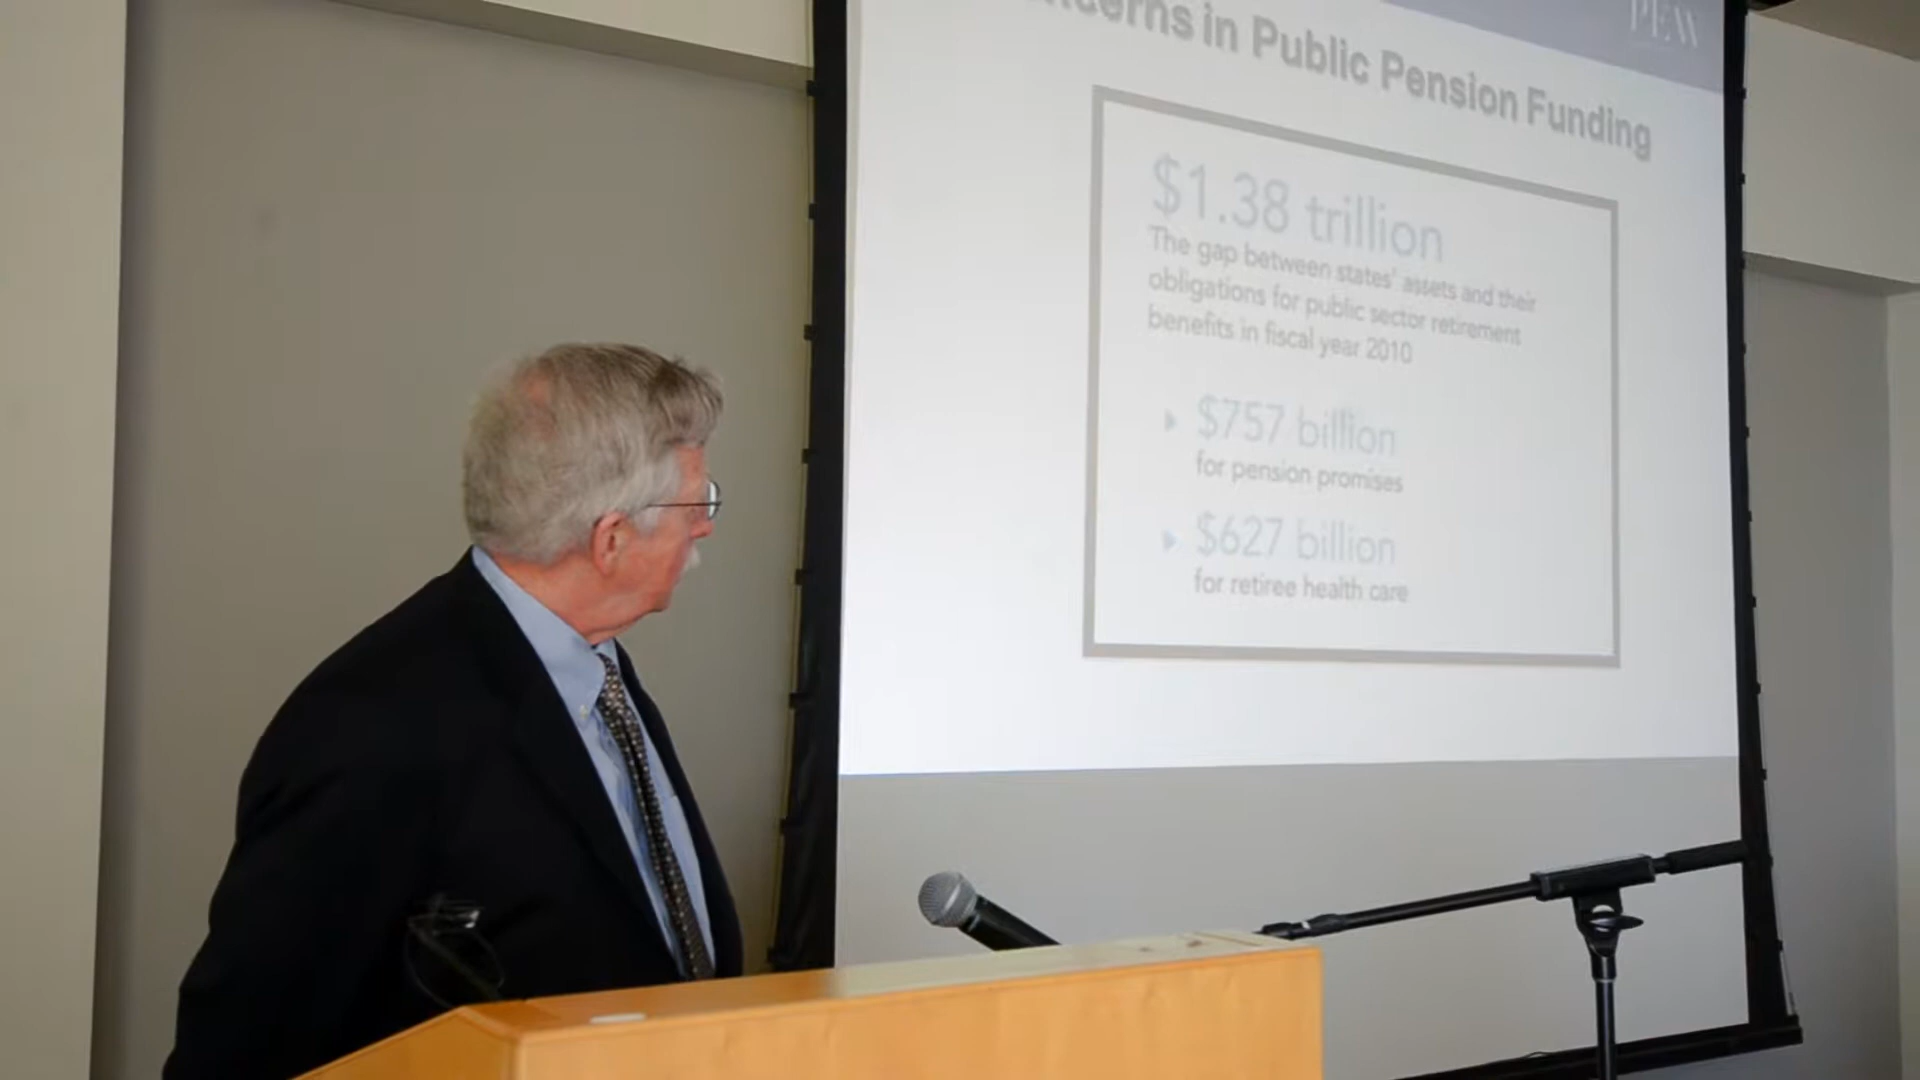 PEW
in Public Pension Funding
$1.38 trillion
The gap between states' assets and their
obligations for public sector retirement
benefits in fiscal year 2010
$757 billion
for pension promises
$627 billion
for retiree health care